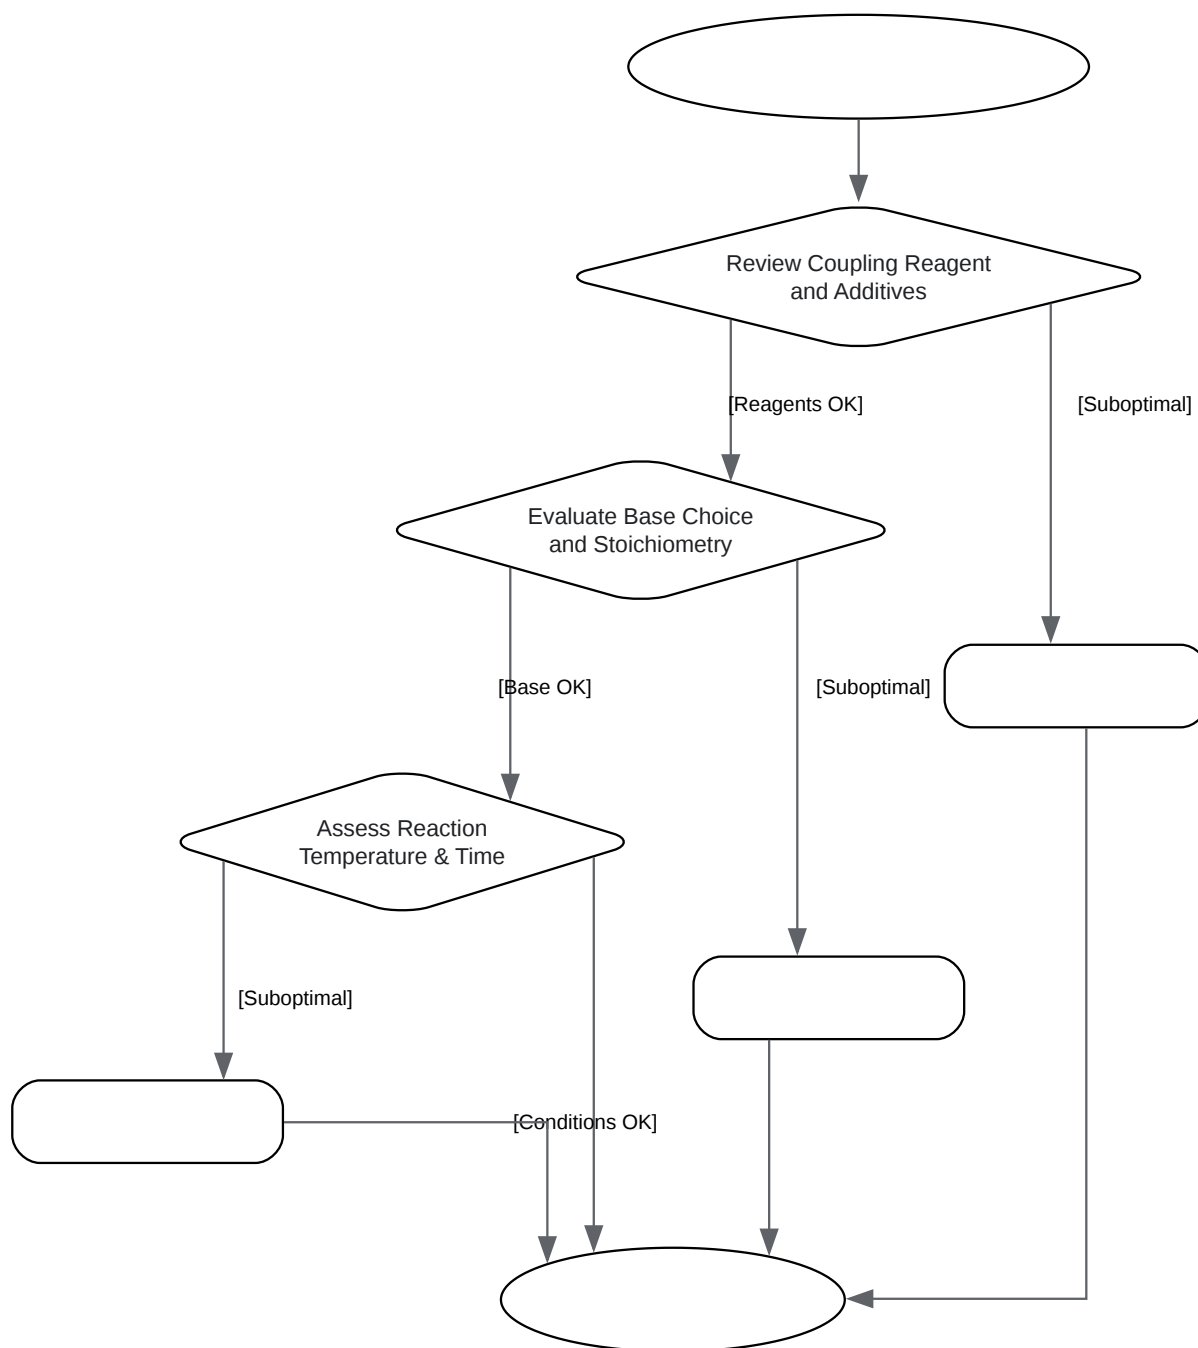 Review Coupling Reagent
and Additives
[Reagents OK]
[Suboptimal]
Evaluate Base Choice
and Stoichiometry
[Base OK]
[Suboptimal]
Assess Reaction
Temperature & Time
[Suboptimal]
[Conditions OK]